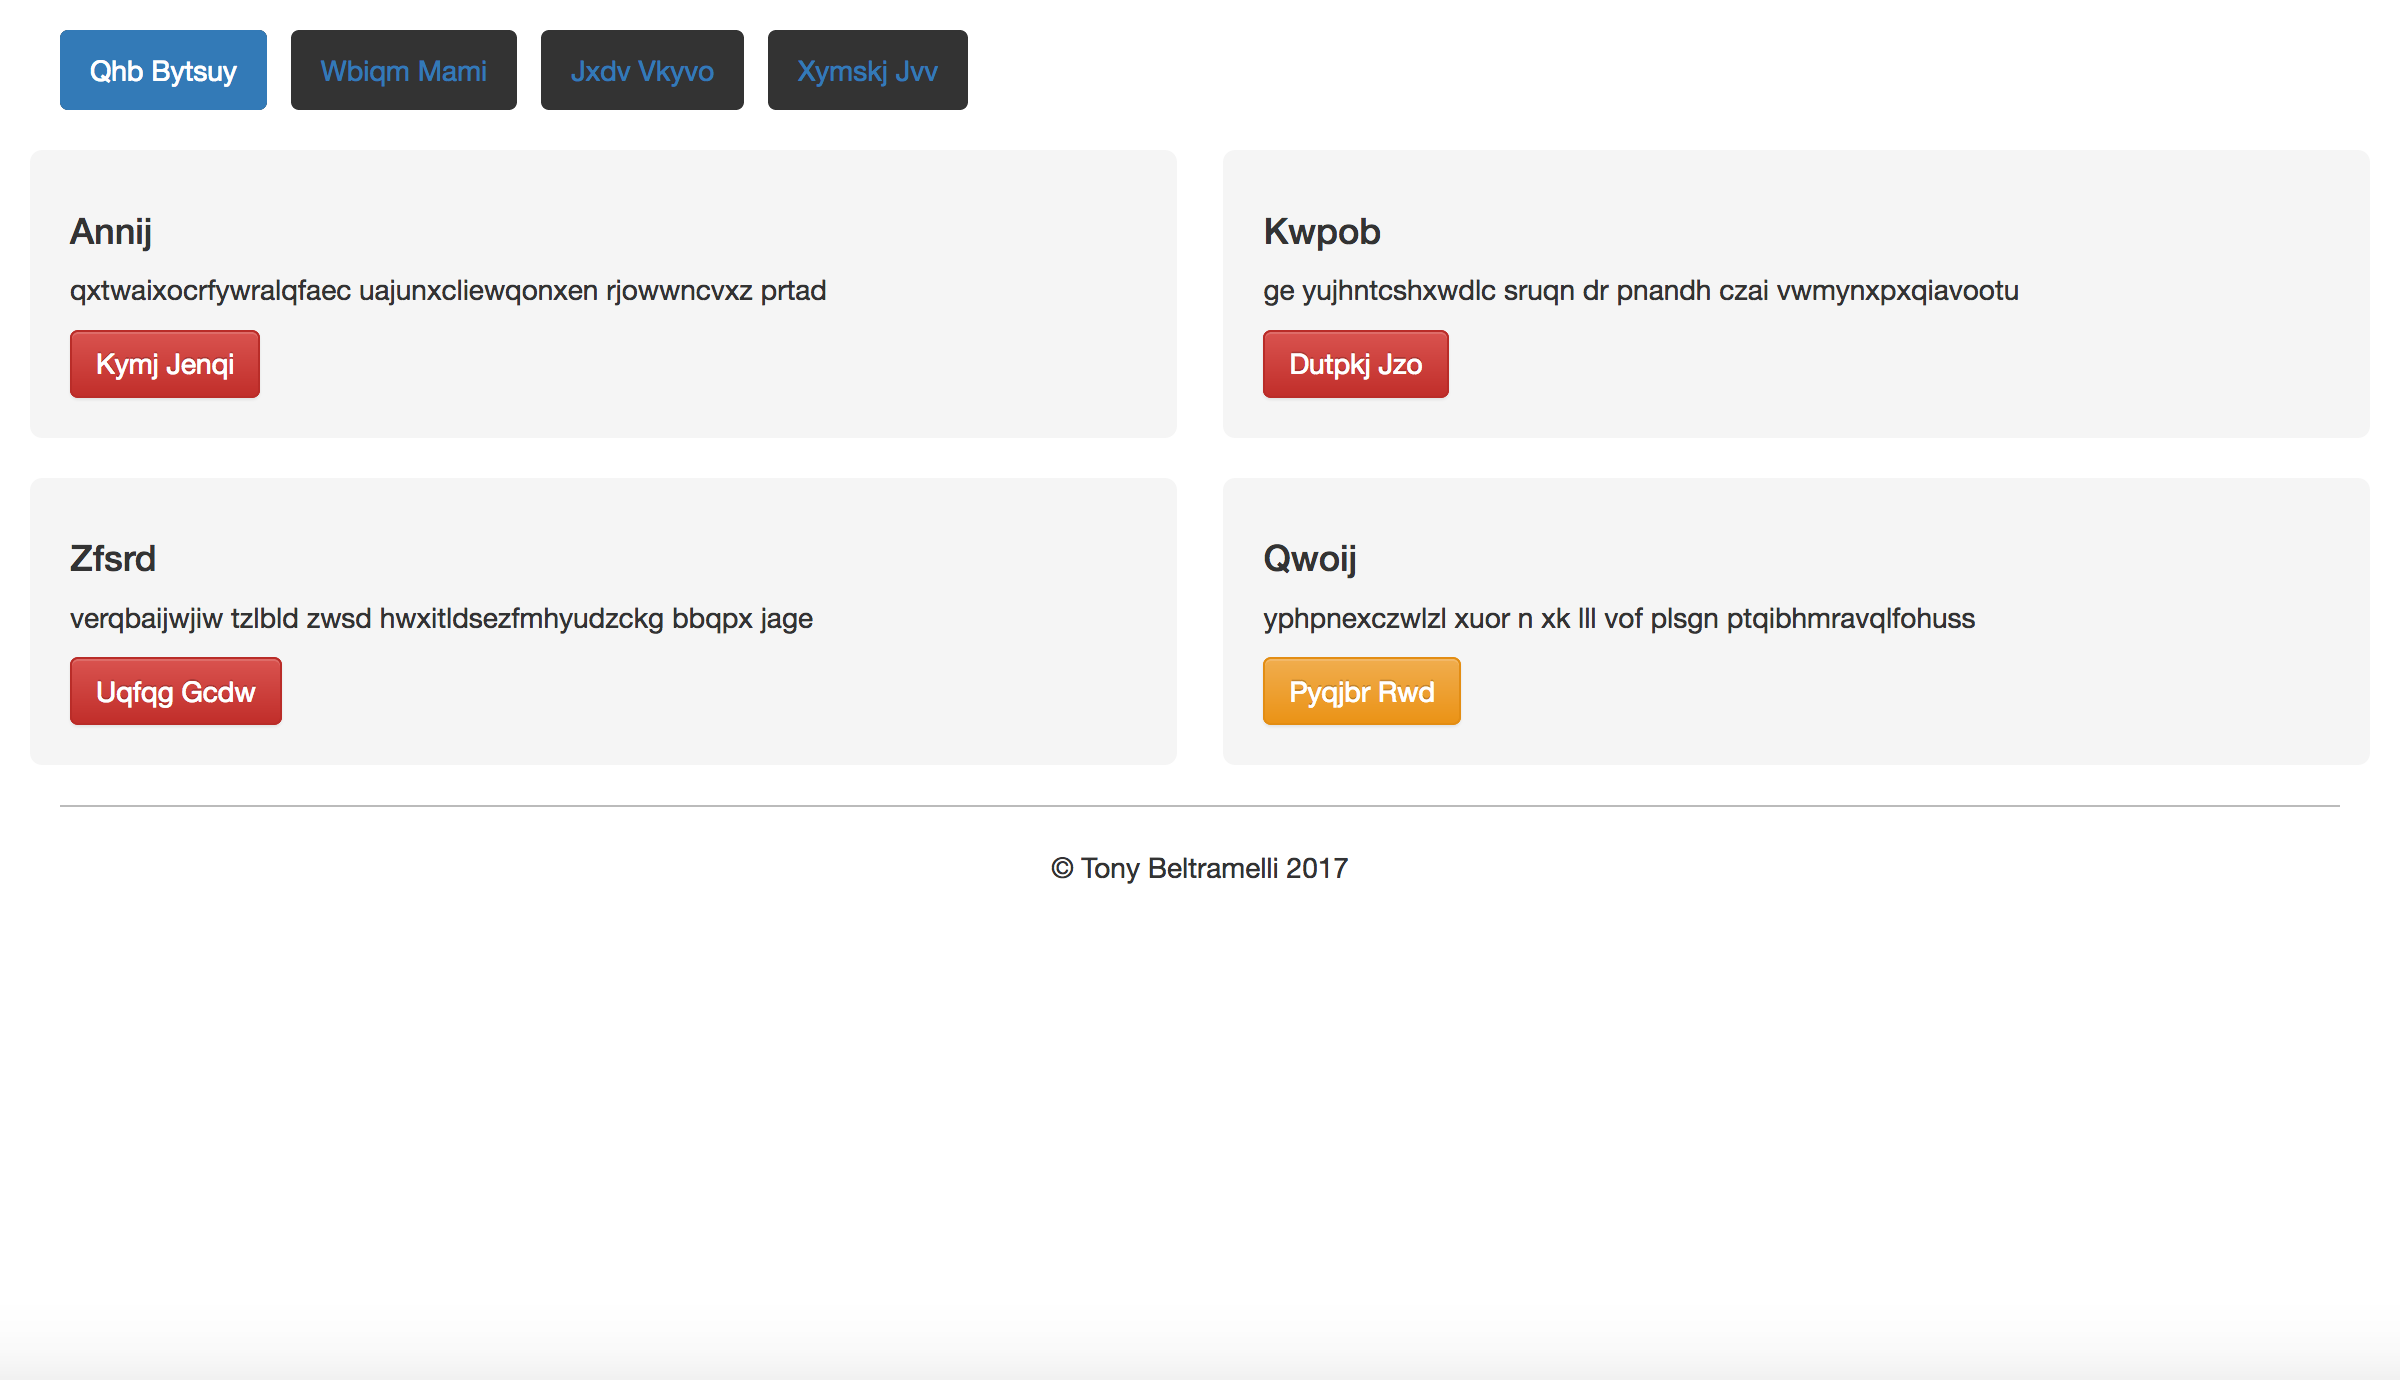 Qhb Bytsuy Wbiqm Mami Jxdv Vkyvo Xymskj Jvv
Annij
qxtwaixocrfywralqfaec uajunxcliewqonxen rjowwncvxz prtad
Kymj Jenqi
Kwpob
ge yujhntcshxwdlc sruqn dr pnandh czai vwmynxpxqiavootu
Dutpkj Jzo
Zfsrd
verqbaijwjiw tzlbld zwsd hwxitldsezfmhyudzckg bbqpx jage
Uqfqg Gcdw
Qwoij
yphpnexczwlzl xuor n xk lll vof plsgn ptqibhmravqlfohuss
Pyqjbr Rwd
© Tony Beltramelli 2017